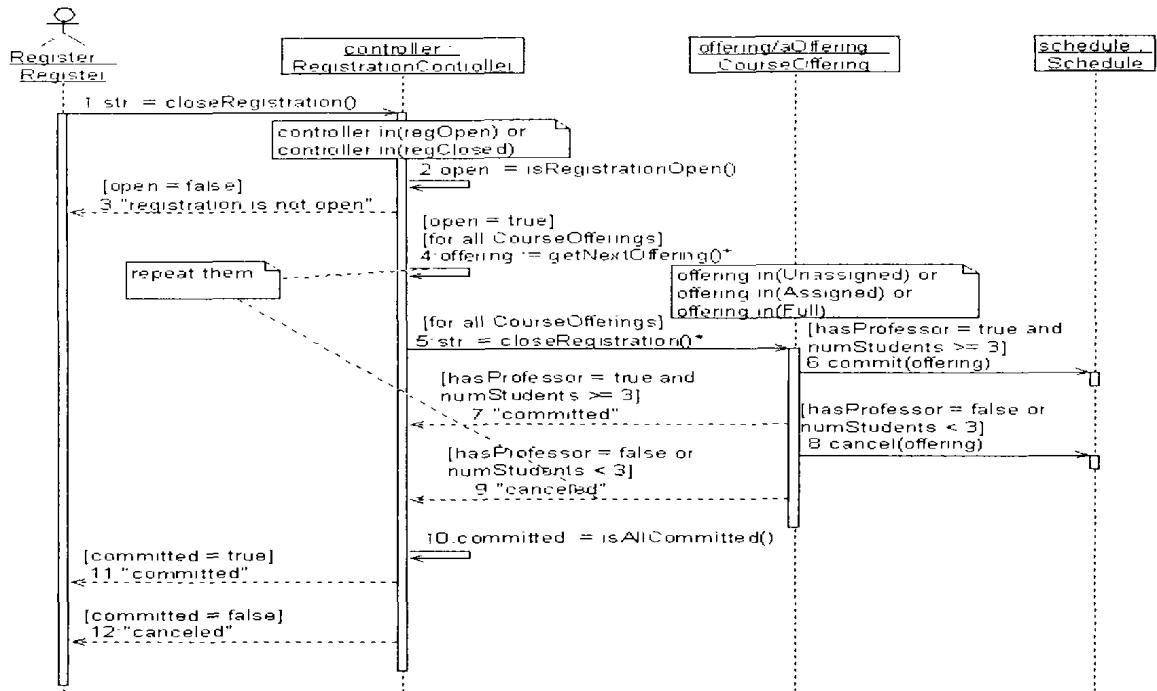 Register
Register
controller :
RegistrationController
offering/aOffering
CourseOffering
schedule :
Schedule
1 str := closeRegistration()
controller in(regOpen) or
controller in(regClosed)
2 open := isRegistrationOpen()
[open = false]
3 "registration is not open"
[open = true]
[for all CourseOfferings]
4:offering := getNextOffering()*
repeat them
offering in(Unassigned) or
offering in(Assigned) or
offering in(Full)
[for all CourseOfferings]
5:str := closeRegistration()*
[hasProfessor = true and
numStudents >= 3]
6 commit(offering)
[hasProfessor = true and
numStudents >= 3]
7 "committed"
[hasProfessor = false or
numStudents < 3]
8 cancel(offering)
[hasProfessor = false or
numStudents < 3]
9 "canceled"
10.committed := isAllCommitted()
[committed = true]
11:"committed"
[committed = false]
12:"canceled"